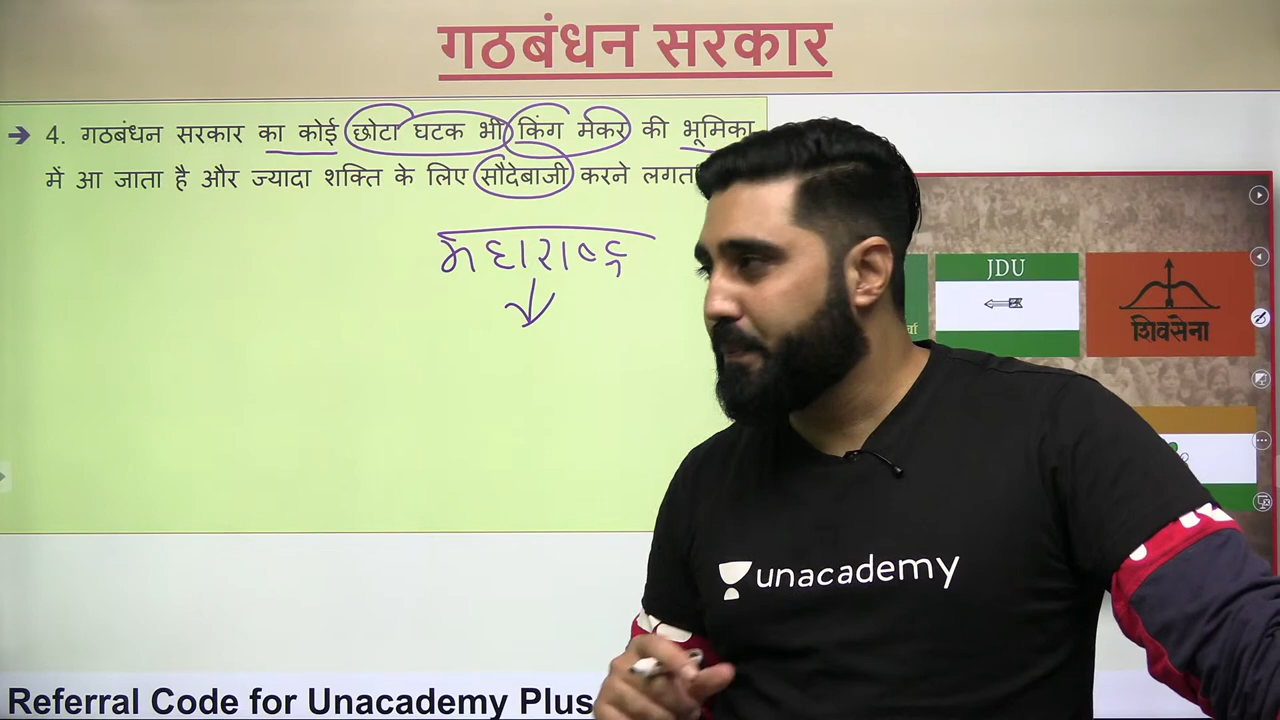 गठबंधन सरकार
4. गठबंधन सरकार का कोई छोटा घटक भी किंग मेकर की भूमिका
में आ जाता है और ज्यादा शक्ति के लिए सौदेबाजी करने
महाराष्ट्र
JDU
शिवसेना
unacademy
Referral Code for Unacademy Plus